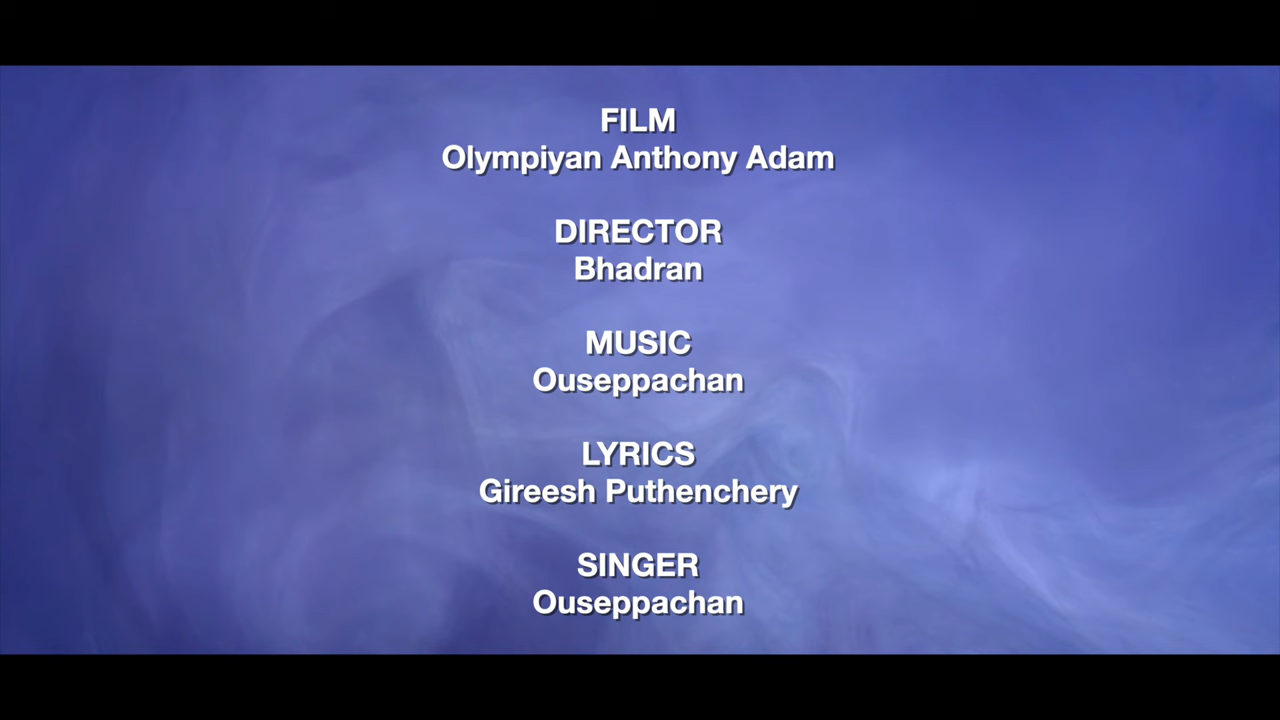 FILM
Olympiyan Anthony Adam
DIRECTOR
Bhadran
MUSIC
Ouseppachan
LYRICS
Gireesh Puthenchery
SINGER
Ouseppachan